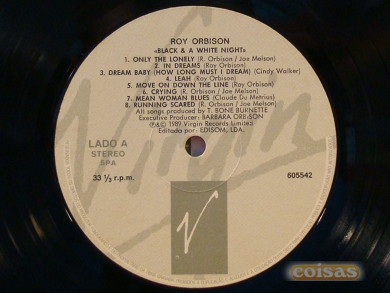 ROY ORBISON
«BLACK & A WHITE NIGHT»
1. ONLY THE LONELY (R. Orbison / Joe Melson)
2. IN DREAMS (Roy Orbison)
3. DREAM BABY (HOW LONG MUST I DREAM) (Cindy Walker)
4. LEAH (Roy Orbison)
5. MOVE ON DOWN THE LINE (Roy Orbison)
6. CRYING (R. Orbison / Joe Melson)
7. MEAN WOMAN BLUES (Claude Du Metruis)
8. RUNNING SCARED (R. Orbison / Joe Melson)
All songs produced by T. BONE BURNETTE
Executive Producer: BARBARA ORBISON
℗&© 1989 Virgin Records Limited
Editado por: EDISOM, LDA.
LADO A
STEREO
SPA
33 ⅓ r.p.m.
605542
Virgin
V
coisas